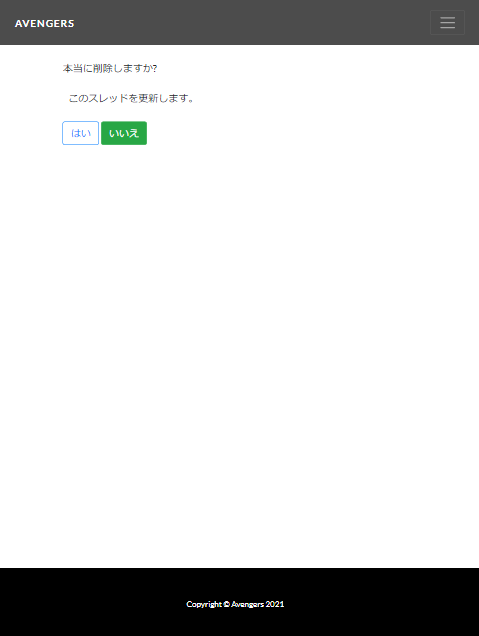 AVENGERS
本当に削除しますか?
このスレッドを更新します。
はい いいえ
Copyright © Avengers 2021